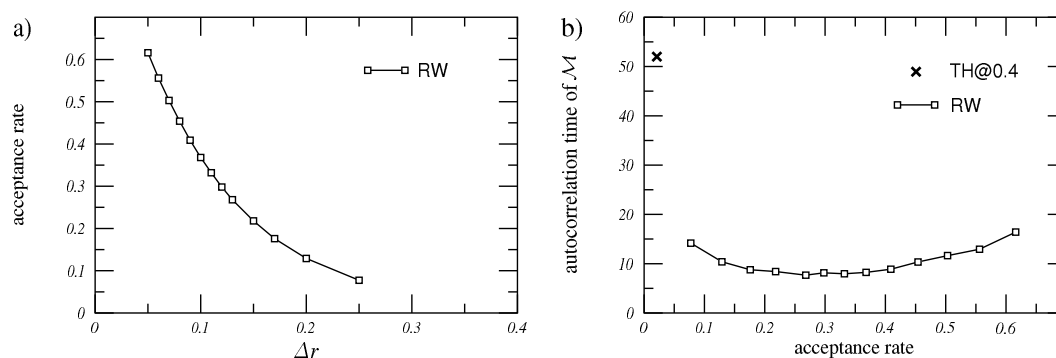 a)
acceptance rate
0.6
0.5
0.4
0.3
0.2
0.1
0
0 0.1 0.2 0.3 0.4
Δr
RW
b)
autocorrelation time of ℳ
60
50
40
30
20
10
0
0 0.1 0.2 0.3 0.4 0.5 0.6
acceptance rate
TH@0.4
RW